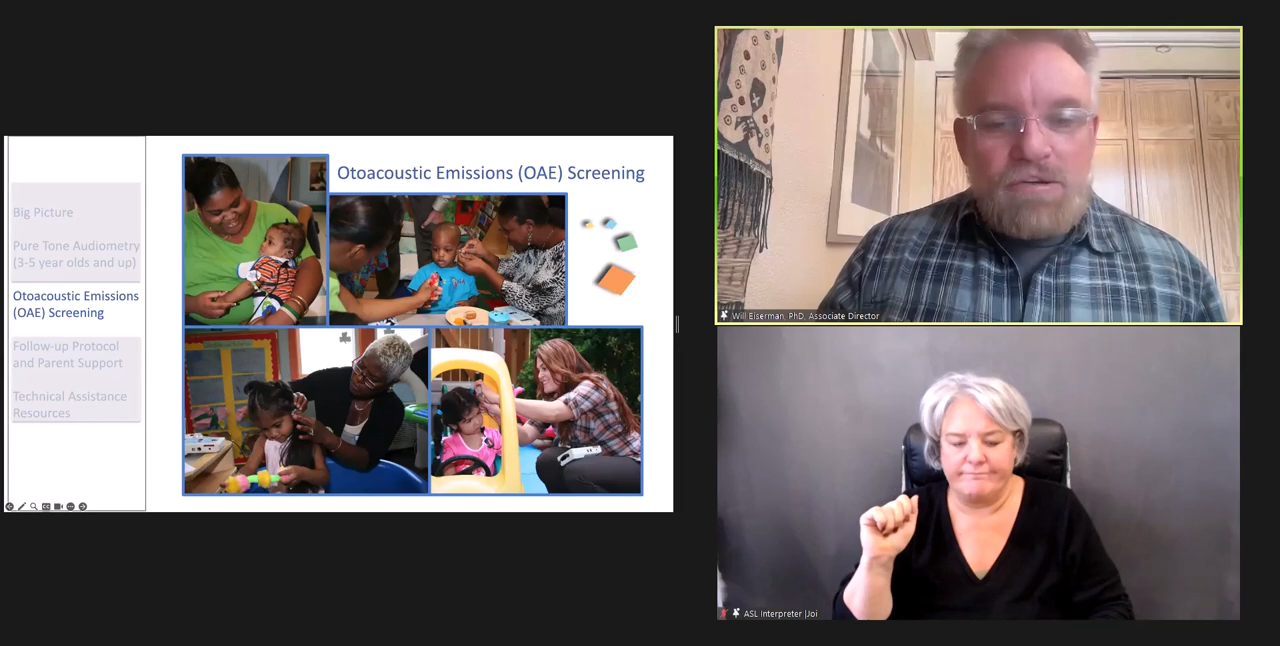 Otoacoustic Emissions (OAE) Screening
Big Picture
Pure Tone Audiometry
(3-5 year olds and up)
Otoacoustic Emissions
(OAE) Screening
Follow-up Protocol
and Parent Support
Technical Assistance
Resources
Will Eiserman, PhD, Associate Director
ASL Interpreter |Joi